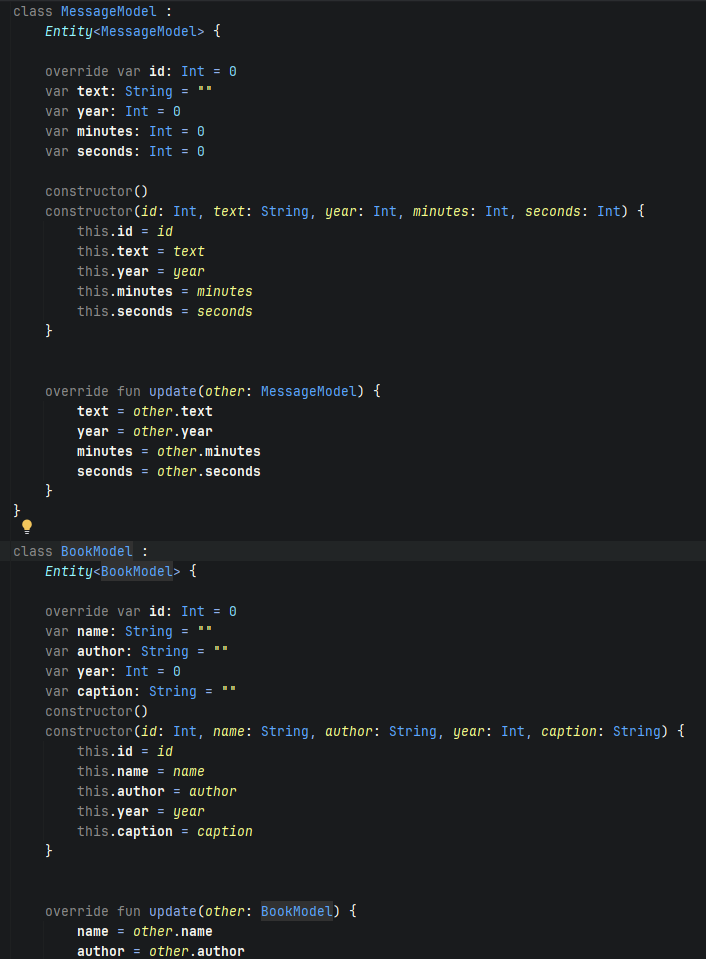 class MessageModel :
    Entity<MessageModel> {

    override var id: Int = 0
    var text: String = ""
    var year: Int = 0
    var minutes: Int = 0
    var seconds: Int = 0

    constructor()
    constructor(id: Int, text: String, year: Int, minutes: Int, seconds: Int) {
        this.id = id
        this.text = text
        this.year = year
        this.minutes = minutes
        this.seconds = seconds
    }


    override fun update(other: MessageModel) {
        text = other.text
        year = other.year
        minutes = other.minutes
        seconds = other.seconds
    }
}

class BookModel :
    Entity<BookModel> {

    override var id: Int = 0
    var name: String = ""
    var author: String = ""
    var year: Int = 0
    var caption: String = ""
    constructor()
    constructor(id: Int, name: String, author: String, year: Int, caption: String) {
        this.id = id
        this.name = name
        this.author = author
        this.year = year
        this.caption = caption
    }


    override fun update(other: BookModel) {
        name = other.name
        author = other.author